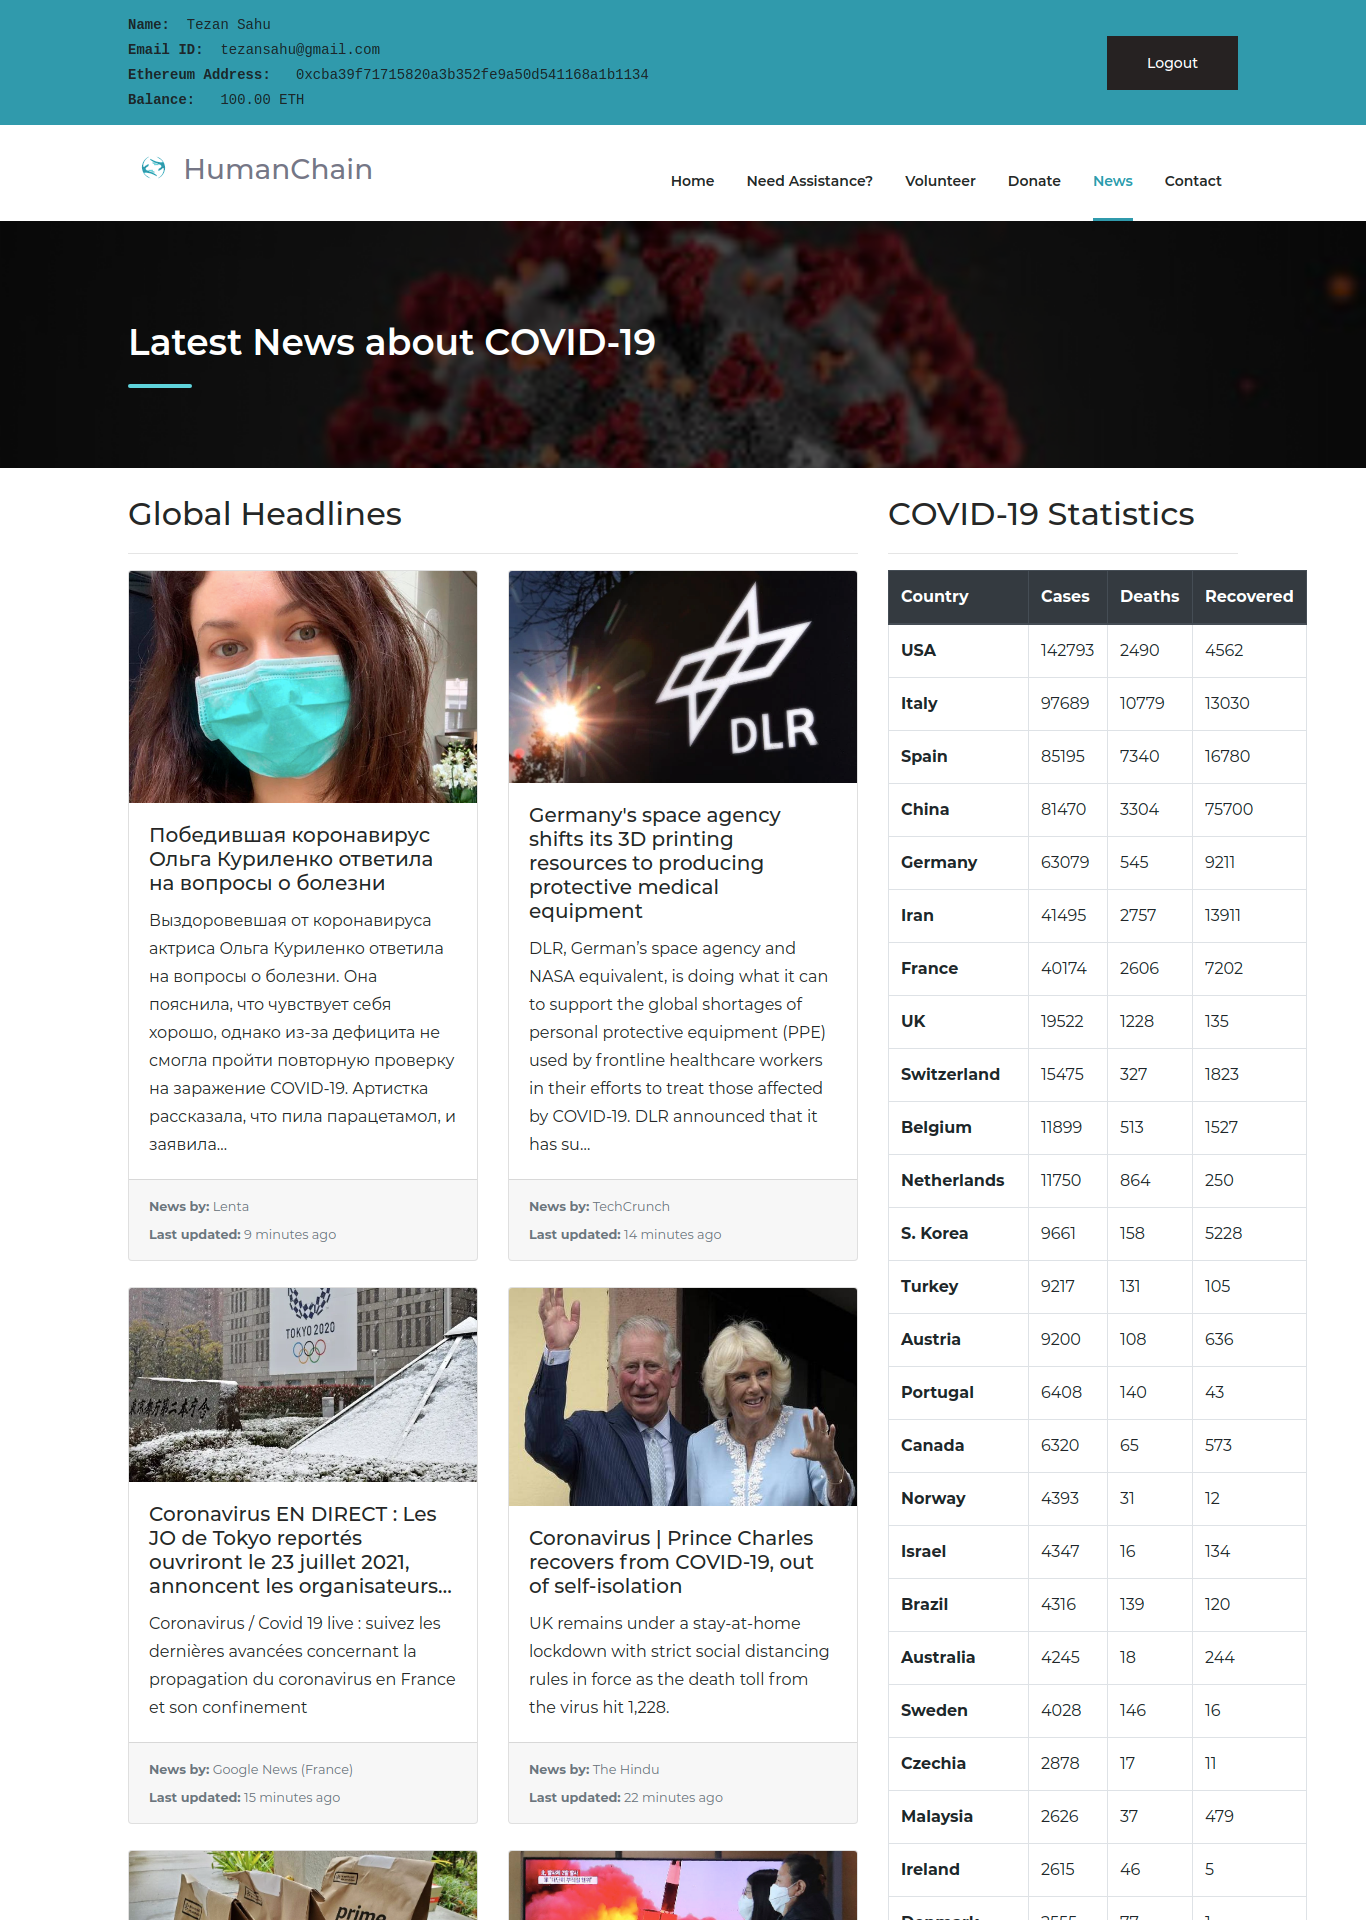 Name: Tezan Sahu
Email ID: tezansahu@gmail.com
Ethereum Address: 0xcba39f71715820a3b352fe9a50d541168a1b1134
Balance: 100.00 ETH
Logout
HumanChain
Home Need Assistance? Volunteer Donate News Contact
Latest News about COVID-19
Global Headlines
Победившая коронавирус
Ольга Куриленко ответила
на вопросы о болезни
Выздоровевшая от коронавируса
актриса Ольга Куриленко ответила
на вопросы о болезни. Она
пояснила, что чувствует себя
хорошо, однако из-за дефицита не
смогла пройти повторную проверку
на заражение COVID-19. Артистка
рассказала, что пила парацетамол, и
заявила...
News by: Lenta
Last updated: 9 minutes ago
DLR
Germany's space agency
shifts its 3D printing
resources to producing
protective medical
equipment
DLR, German’s space agency and
NASA equivalent, is doing what it can
to support the global shortages of
personal protective equipment (PPE)
used by frontline healthcare workers
in their efforts to treat those affected
by COVID-19. DLR announced that it
has su...
News by: TechCrunch
Last updated: 14 minutes ago
TOKYO 2020
Coronavirus EN DIRECT : Les
JO de Tokyo reportés
ouvriront le 23 juillet 2021,
annoncent les organisateurs...
Coronavirus / Covid 19 live : suivez les
dernières avancées concernant la
propagation du coronavirus en France
et son confinement
News by: Google News (France)
Last updated: 15 minutes ago
Coronavirus | Prince Charles
recovers from COVID-19, out
of self-isolation
UK remains under a stay-at-home
lockdown with strict social distancing
rules in force as the death toll from
the virus hit 1,228.
News by: The Hindu
Last updated: 22 minutes ago
prime
COVID-19 Statistics
Country Cases Deaths Recovered
USA 142793 2490 4562
Italy 97689 10779 13030
Spain 85195 7340 16780
China 81470 3304 75700
Germany 63079 545 9211
Iran 41495 2757 13911
France 40174 2606 7202
UK 19522 1228 135
Switzerland 15475 327 1823
Belgium 11899 513 1527
Netherlands 11750 864 250
S. Korea 9661 158 5228
Turkey 9217 131 105
Austria 9200 108 636
Portugal 6408 140 43
Canada 6320 65 573
Norway 4393 31 12
Israel 4347 16 134
Brazil 4316 139 120
Australia 4245 18 244
Sweden 4028 146 16
Czechia 2878 17 11
Malaysia 2626 37 479
Ireland 2615 46 5